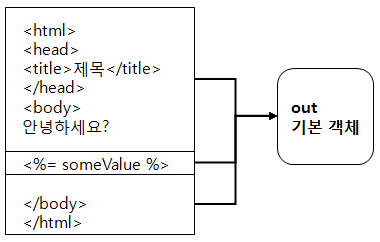 <html>
<head>
<title>제목</title>
</head>
<body>
안녕하세요?
<%= someValue %>
</body>
</html>
out
기본 객체